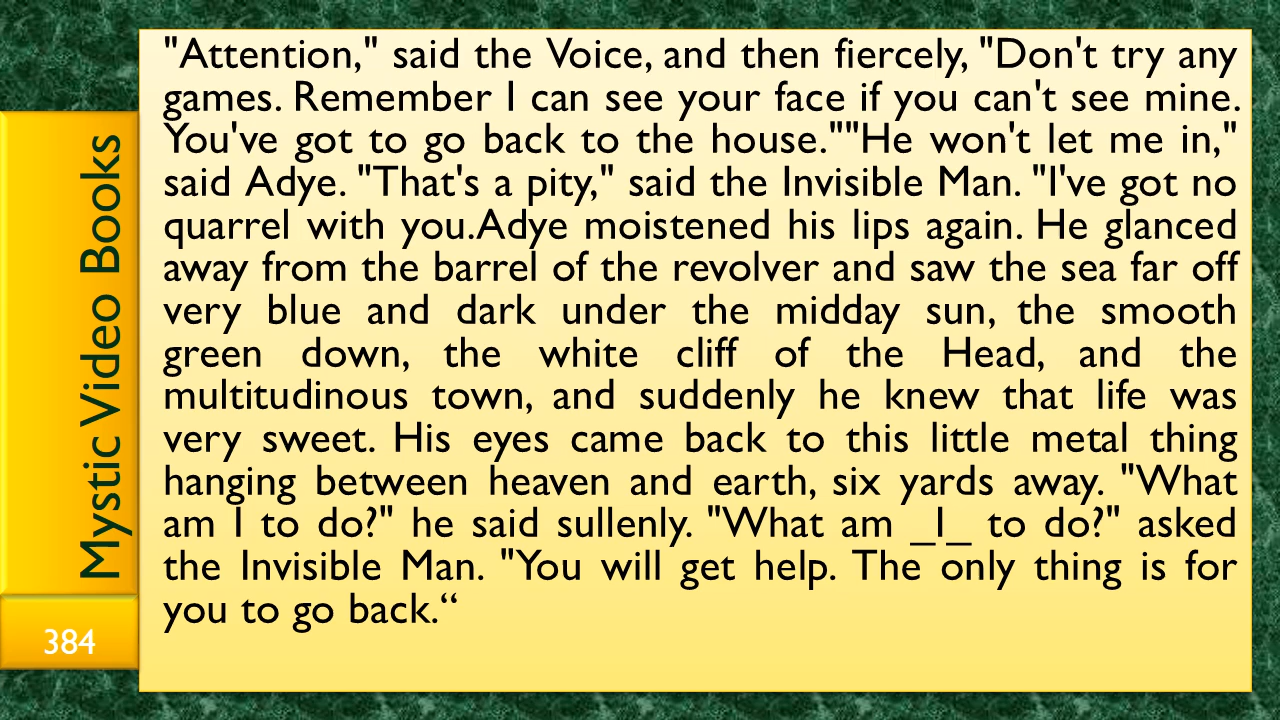 "Attention," said the Voice, and then fiercely, "Don't try any
games. Remember I can see your face if you can't see mine.
You've got to go back to the house.""He won't let me in,"
said Adye. "That's a pity," said the Invisible Man. "I've got no
quarrel with you.Adye moistened his lips again. He glanced
away from the barrel of the revolver and saw the sea far off
very blue and dark under the midday sun, the smooth
green down, the white cliff of the Head, and the
multitudinous town, and suddenly he knew that life was
very sweet. His eyes came back to this little metal thing
hanging between heaven and earth, six yards away. "What
am I to do?" he said sullenly. "What am _I_ to do?" asked
the Invisible Man. "You will get help. The only thing is for
you to go back.“
Mystic Video Books
384